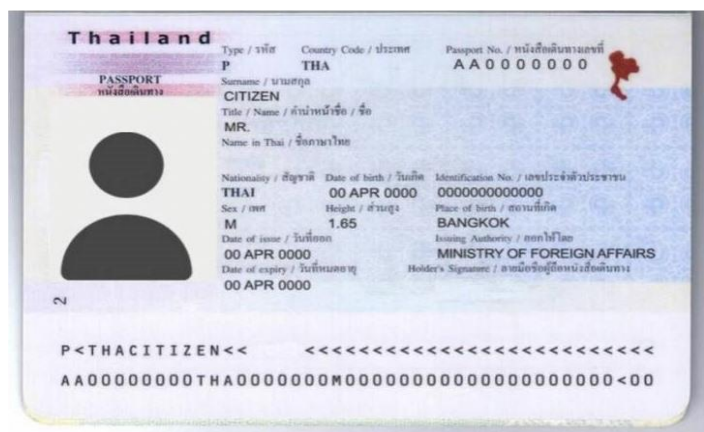 Thailand
PASSPORT
หนังสือเดินทาง
Type / รหัส Country Code / ประเทศ Passport No. / หนังสือเดินทางเลขที่
P THA AA0000000
Surname / นามสกุล
CITIZEN
Title / Name / คำนำหน้าชื่อ / ชื่อ
MR.
Name in Thai / ชื่อภาษาไทย
Nationality / สัญชาติ Date of birth / วันเกิด Identification No. / เลขประจำตัวประชาชน
THAI 00 APR 0000 0000000000000
Sex / เพศ Height / ส่วนสูง Place of birth / สถานที่เกิด
M 1.65 BANGKOK
Date of issue / วันที่ออก Issuing Authority / ออกให้โดย
00 APR 0000 MINISTRY OF FOREIGN AFFAIRS
Date of expiry / วันที่หมดอายุ Holder's Signature / ลายมือชื่อผู้ถือหนังสือเดินทาง
00 APR 0000
2
P<THACITIZEN<< <<<<<<<<<<<<<<<<<<<<<<<<<<<
AA00000000THA0000000M0000000000000000000000<00